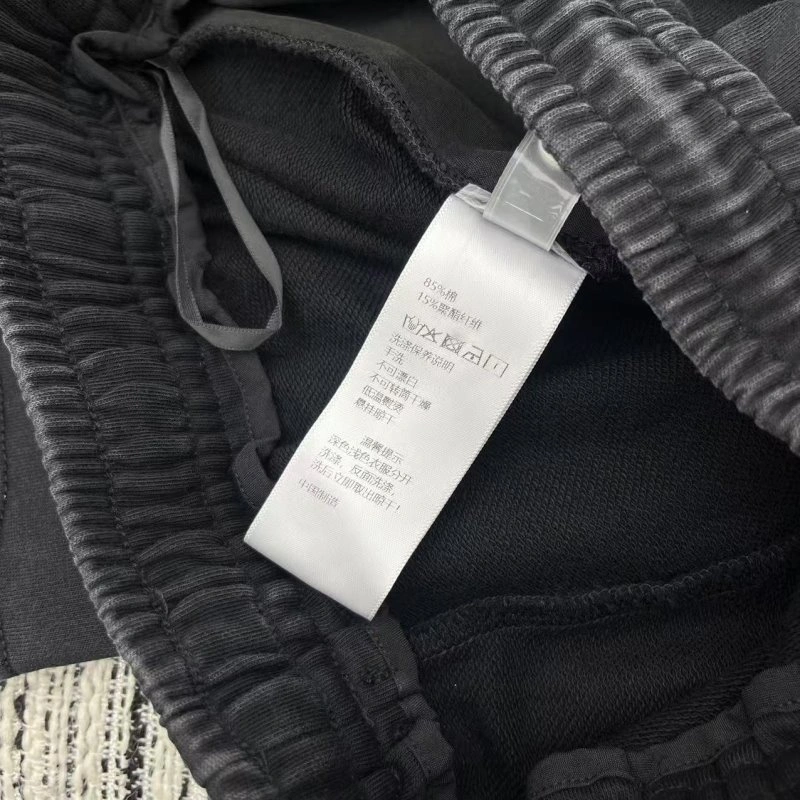 85%棉
15%聚酯纤维
洗涤保养说明
手洗
不可漂白
不可转筒干燥
低温熨烫
悬挂晾干
温馨提示
深色浅色衣服分开
洗涤，反面洗涤，
洗后立即取出晾干！
中国制造